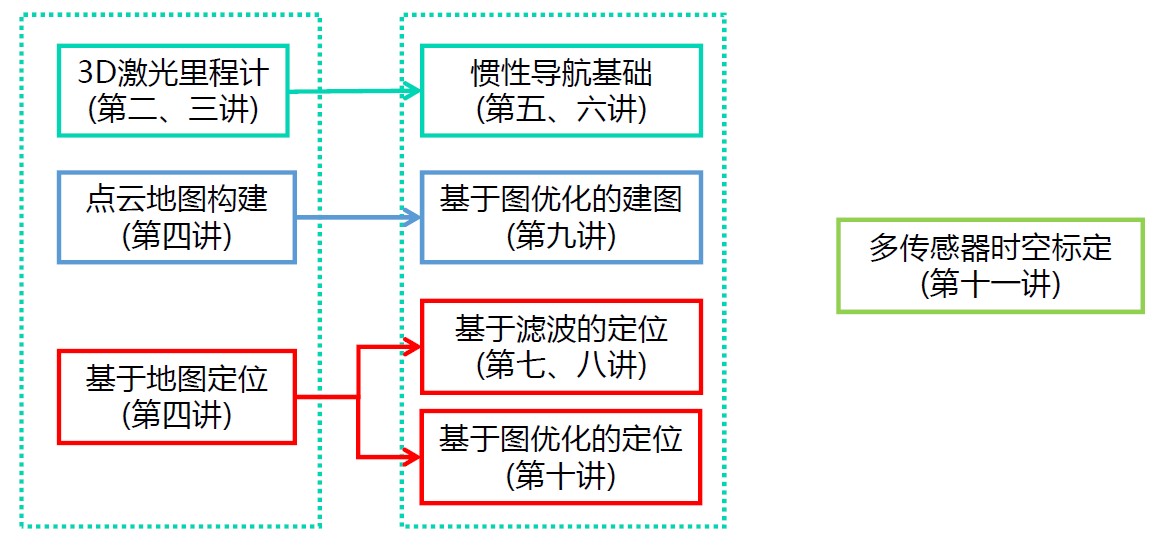 3D激光里程计
(第二、三讲)
惯性导航基础
(第五、六讲)
点云地图构建
(第四讲)
基于图优化的建图
(第九讲)
多传感器时空标定
(第十一讲)
基于地图定位
(第四讲)
基于滤波的定位
(第七、八讲)
基于图优化的定位
(第十讲)